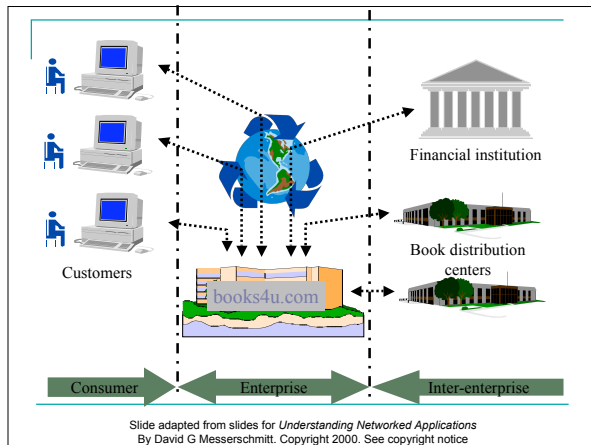 Financial institution
Customers
Book distribution
centers
books4u.com
Consumer
Enterprise
Inter-enterprise
Slide adapted from slides for Understanding Networked Applications
By David G Messerschmitt. Copyright 2000. See copyright notice